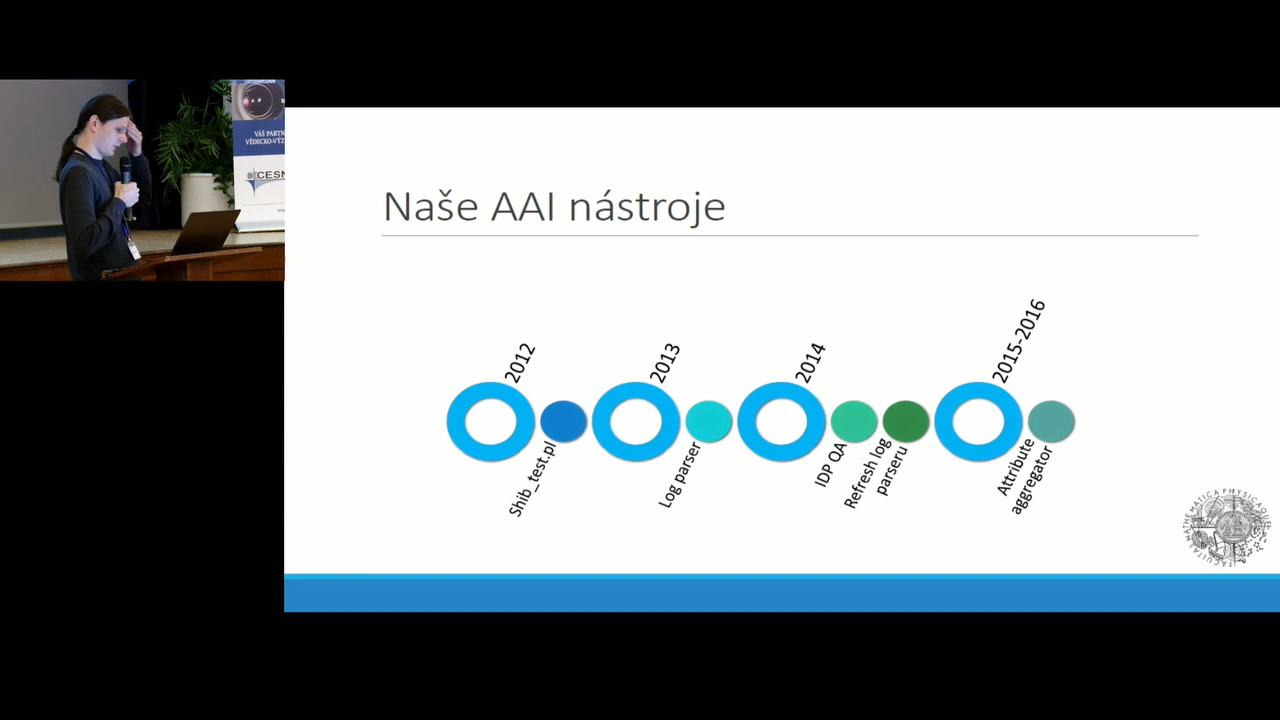 VÁŠ PARTN
VĚDECKO-VÝZ
CESN
Naše AAI nástroje
2012
2013
2014
2015-2016
Shib_test.pl
Log parser
IDP QA
Refresh log
parseru
Attribute
aggregator